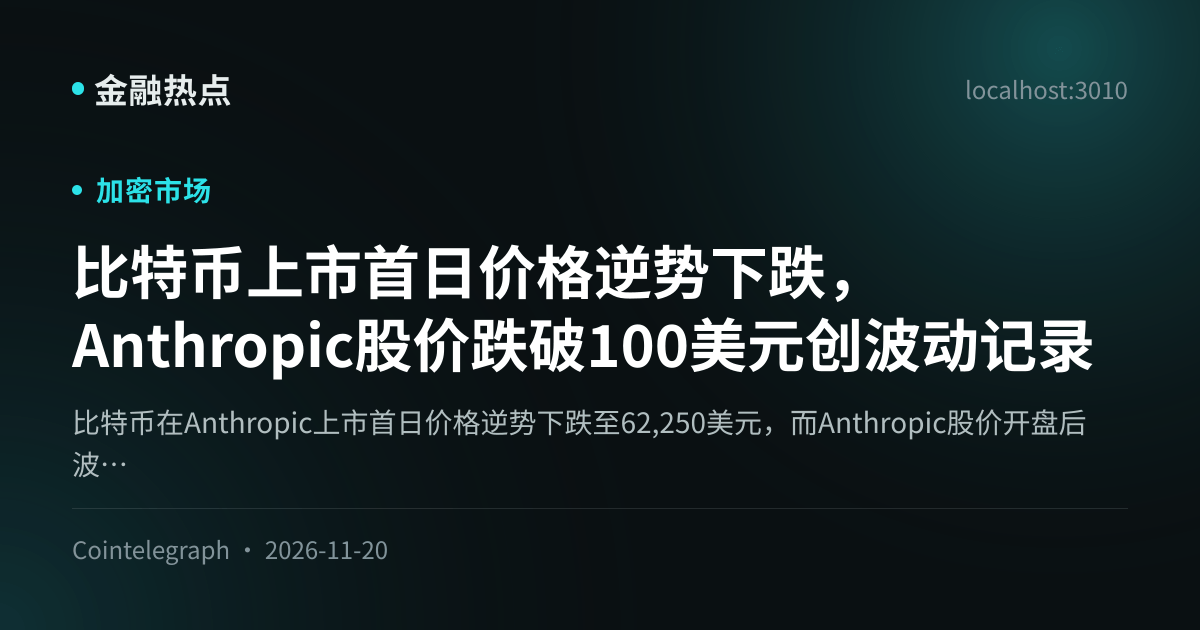 金融热点
localhost:3010
加密市场
比特币上市首日价格逆势下跌，
Anthropic股价跌破100美元创波动记录
比特币在Anthropic上市首日价格逆势下跌至62,250美元，而Anthropic股价开盘后
波…
Cointelegraph · 2026-11-20